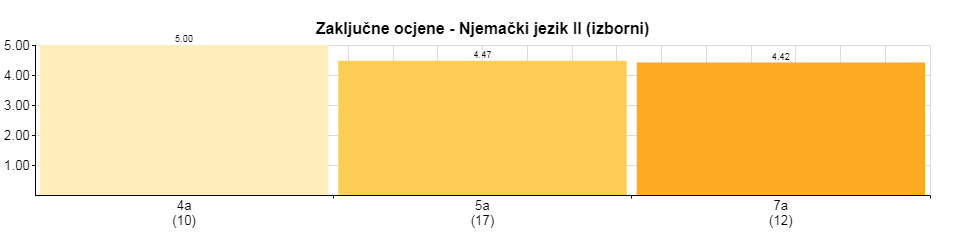 Zaključne ocjene - Njemački jezik II (izborni)
5.00
4.00
3.00
2.00
1.00
5.00
4.47
4.42
4a
(10)
5a
(17)
7a
(12)